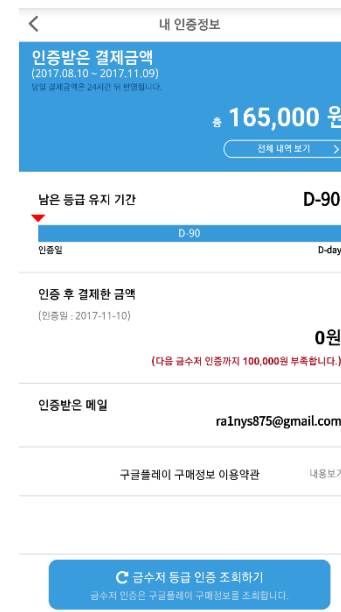 내 인증정보
인증받은 결제금액
(2017.08.10 ~ 2017.11.09)
당일 결제금액은 24시간 뒤 반영됩니다.
총 165,000 원
전체 내역 보기 >
남은 등급 유지 기간 D-90
D-90
인증일 D-day
인증 후 결제한 금액
(인증일 : 2017-11-10)
0원
(다음 금수저 인증까지 100,000원 부족합니다.)
인증받은 메일
ra1nys875@gmail.com
구글플레이 구매정보 이용약관 내용보기
금수저 등급 인증 조회하기
금수저 인증은 구글플레이 구매정보를 조회합니다.